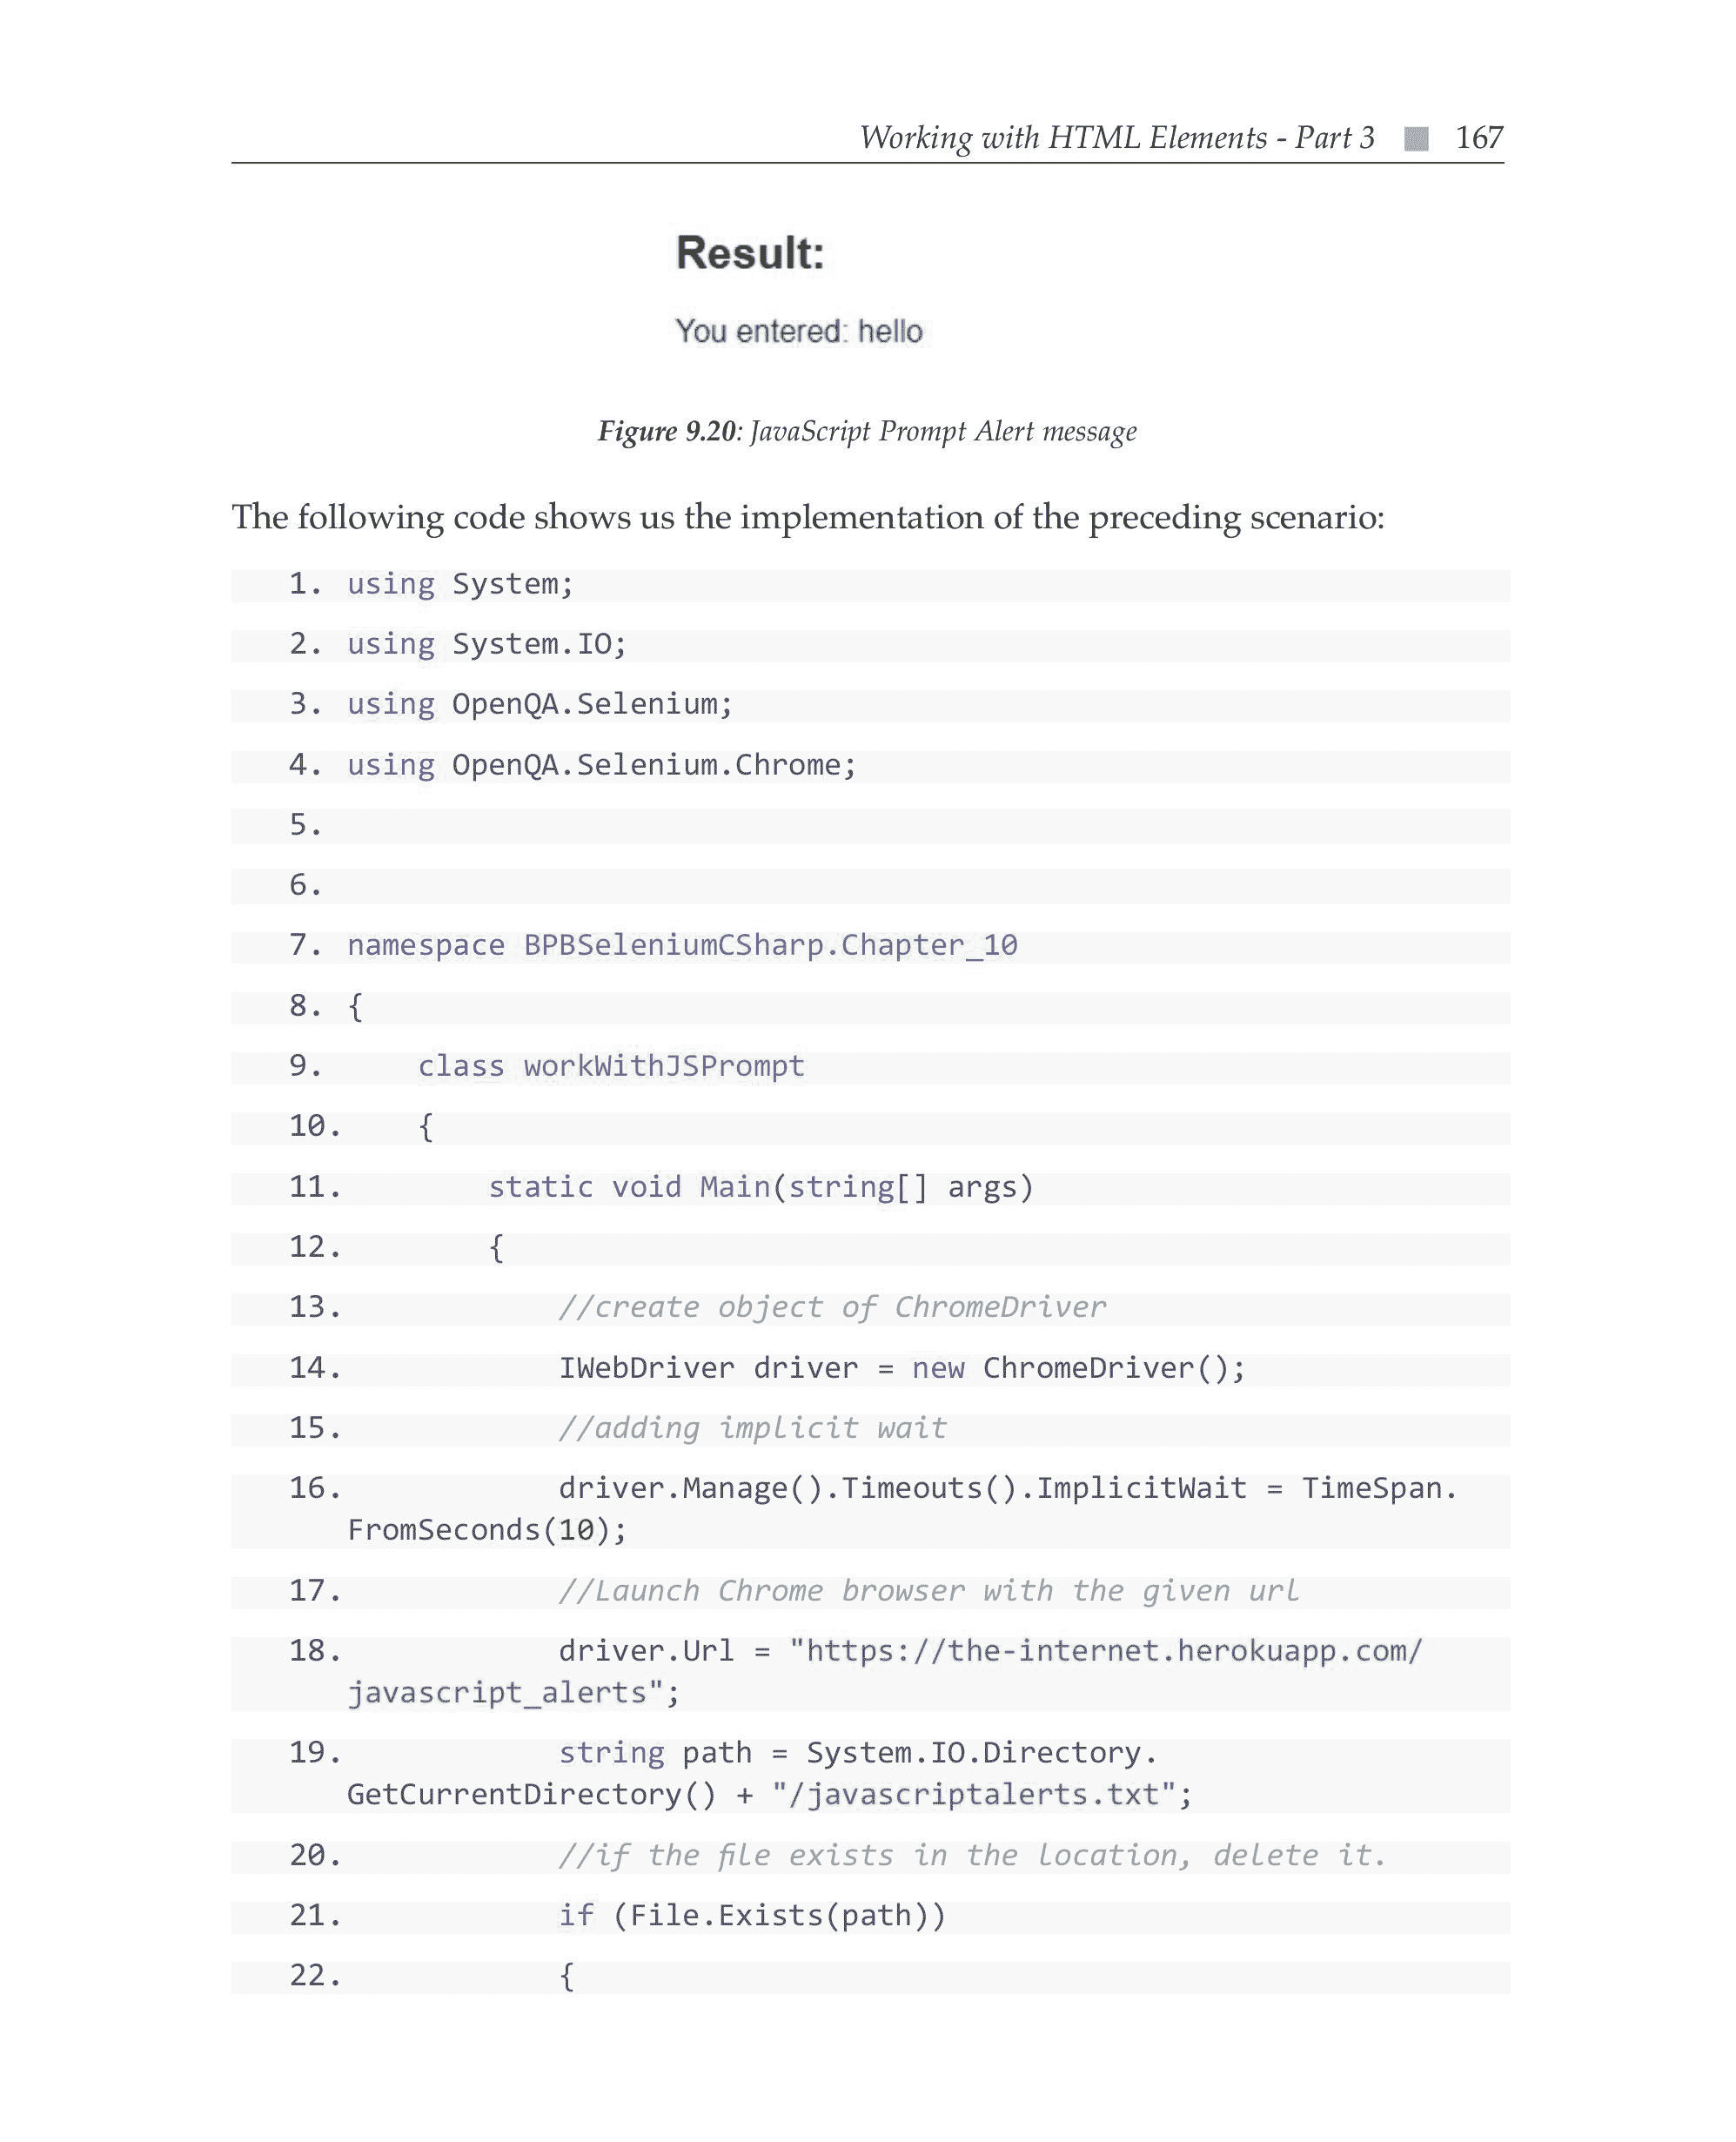 Working with HTML Elements - Part 3 167
Result:
You entered: hello
Figure 9.20: JavaScript Prompt Alert message
The following code shows us the implementation of the preceding scenario:
1. using System;
2. using System.IO;
3. using OpenQA.Selenium;
4. using OpenQA.Selenium.Chrome;
5.
6.
7. namespace BPBSeleniumCSharp.Chapter_10
8. {
9. class workWithJSPrompt
10. {
11. static void Main(string[] args)
12. {
13. //create object of ChromeDriver
14. IWebDriver driver = new ChromeDriver();
15. //adding implicit wait
16. driver.Manage().Timeouts().ImplicitWait = TimeSpan.
FromSeconds(10);
17. //Launch Chrome browser with the given url
18. driver.Url = "https://the-internet.herokuapp.com/
javascript_alerts";
19. string path = System.IO.Directory.
GetCurrentDirectory() + "/javascriptalerts.txt";
20. //if the file exists in the location, delete it.
21. if (File.Exists(path))
22. {